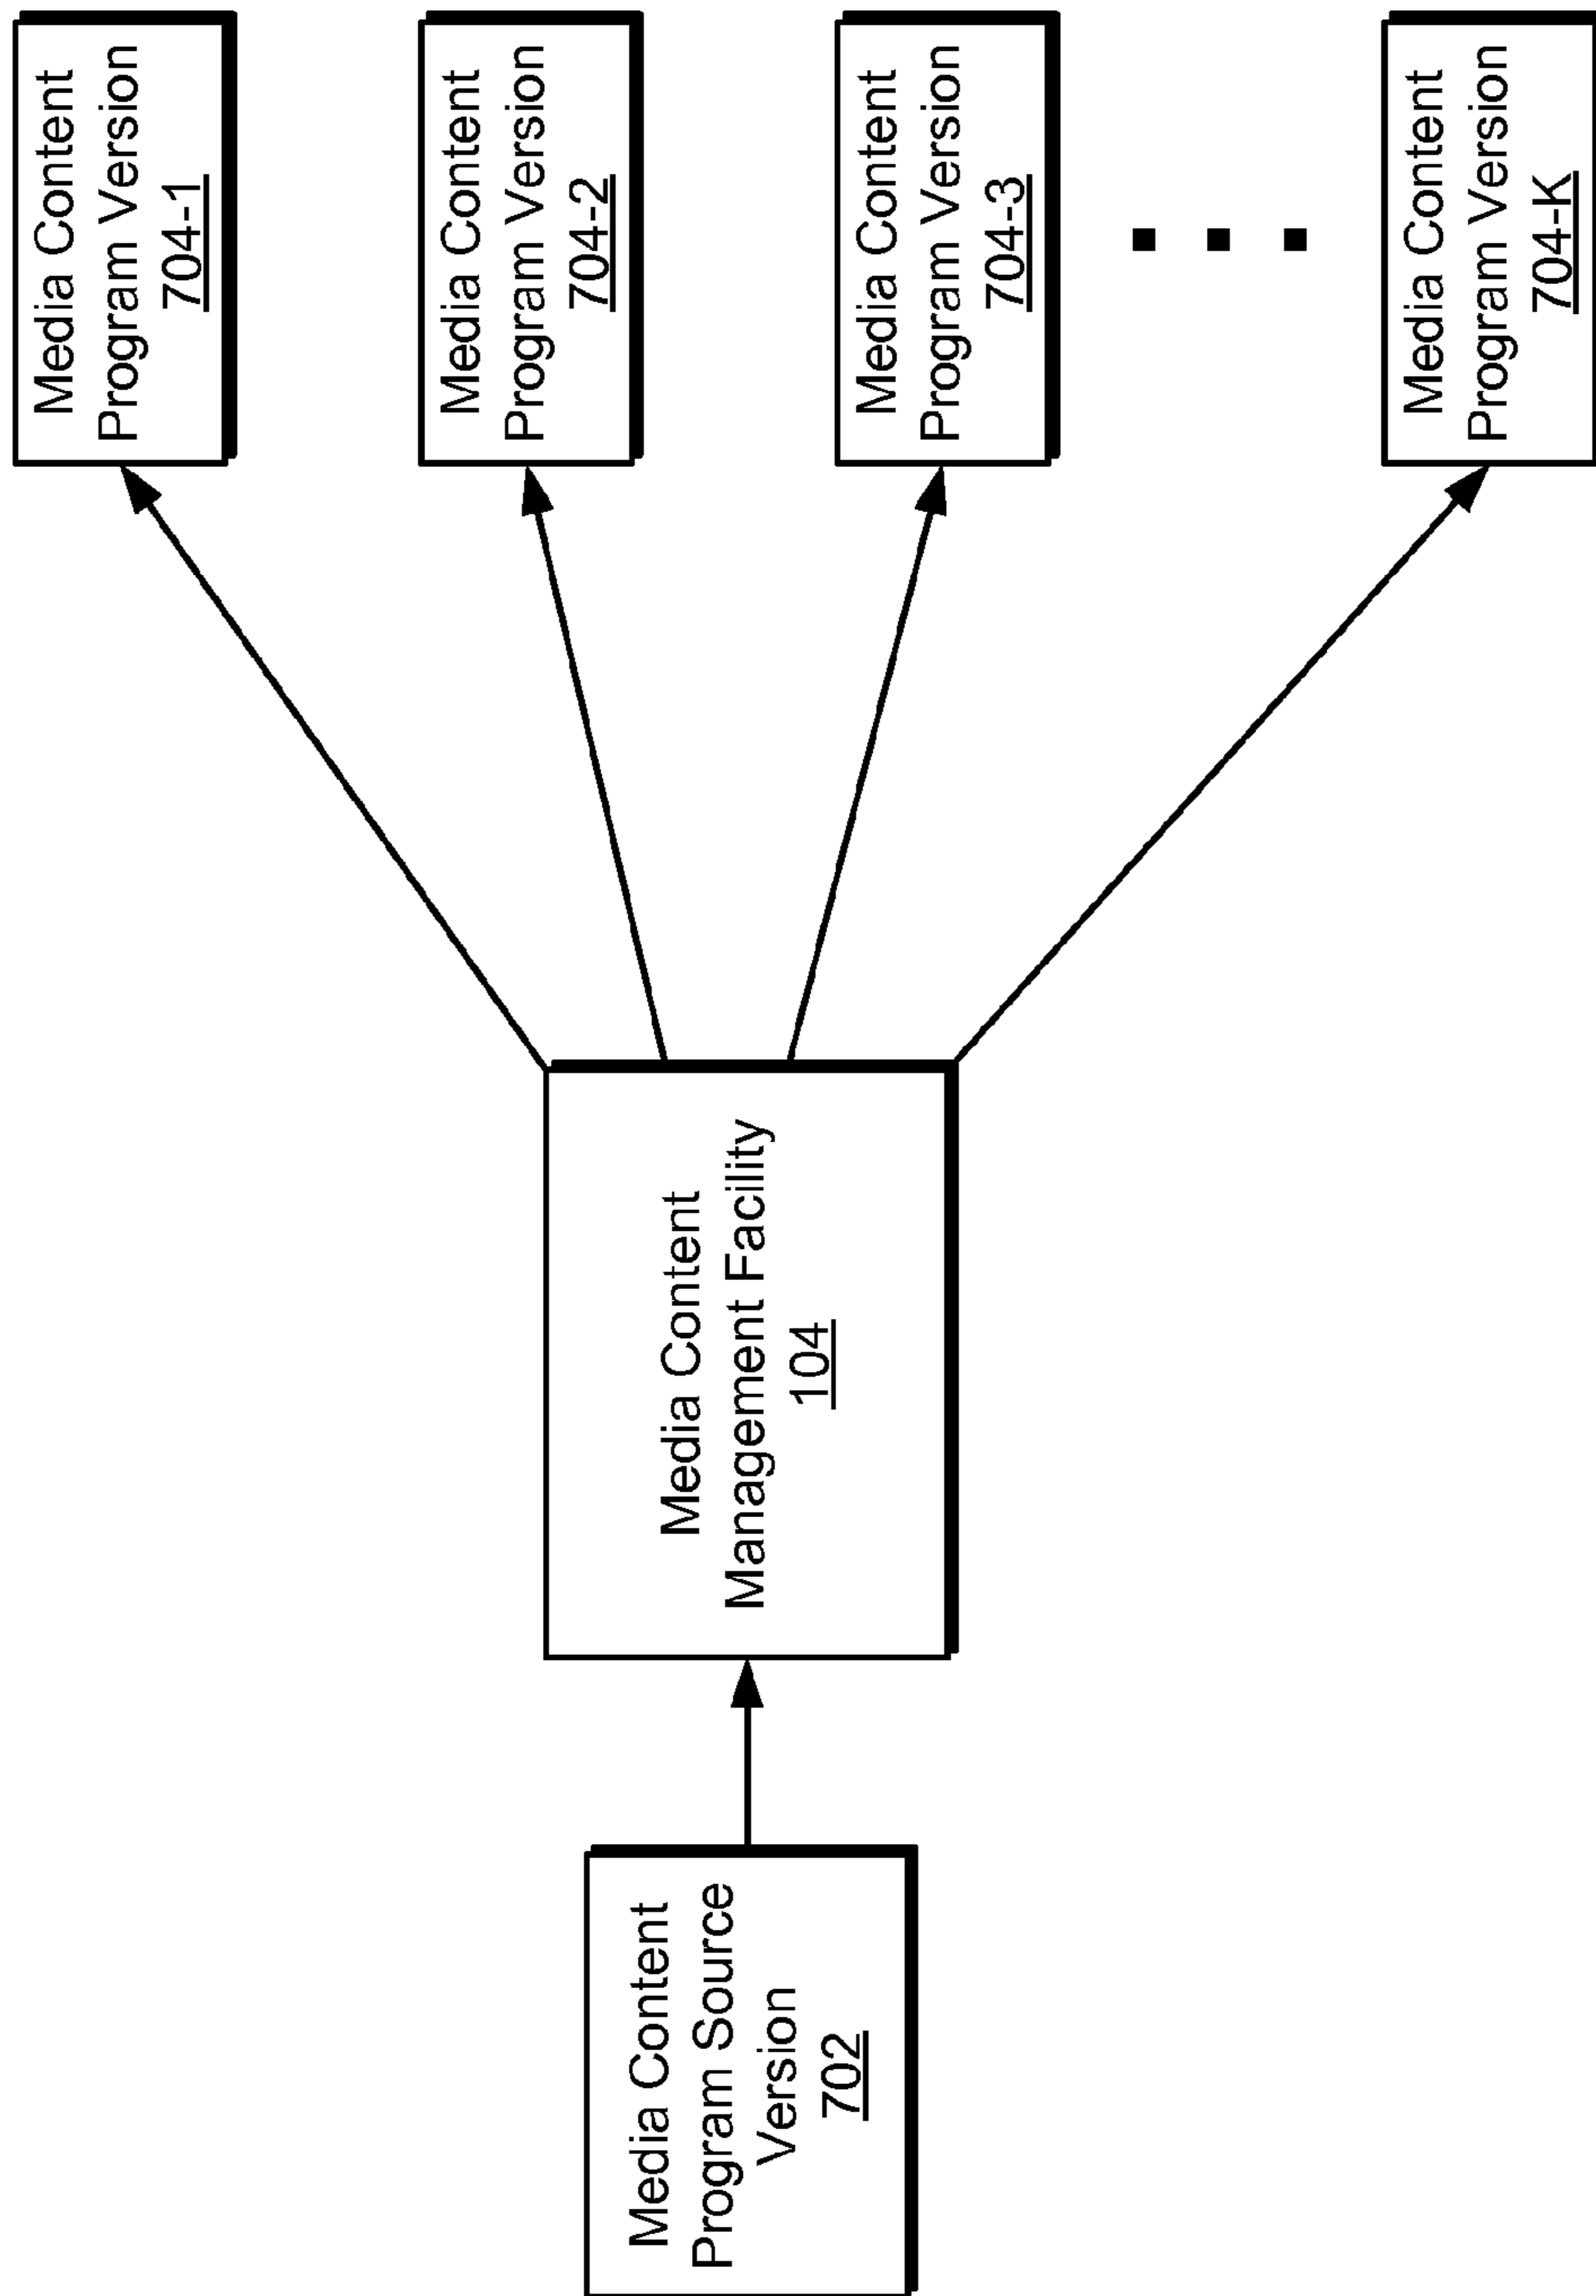 Media Content
Program Source
Version
702
Media Content
Management Facility
104
Media Content
Program Version
704-1
Media Content
Program Version
704-2
Media Content
Program Version
704-3
Media Content
Program Version
704-K